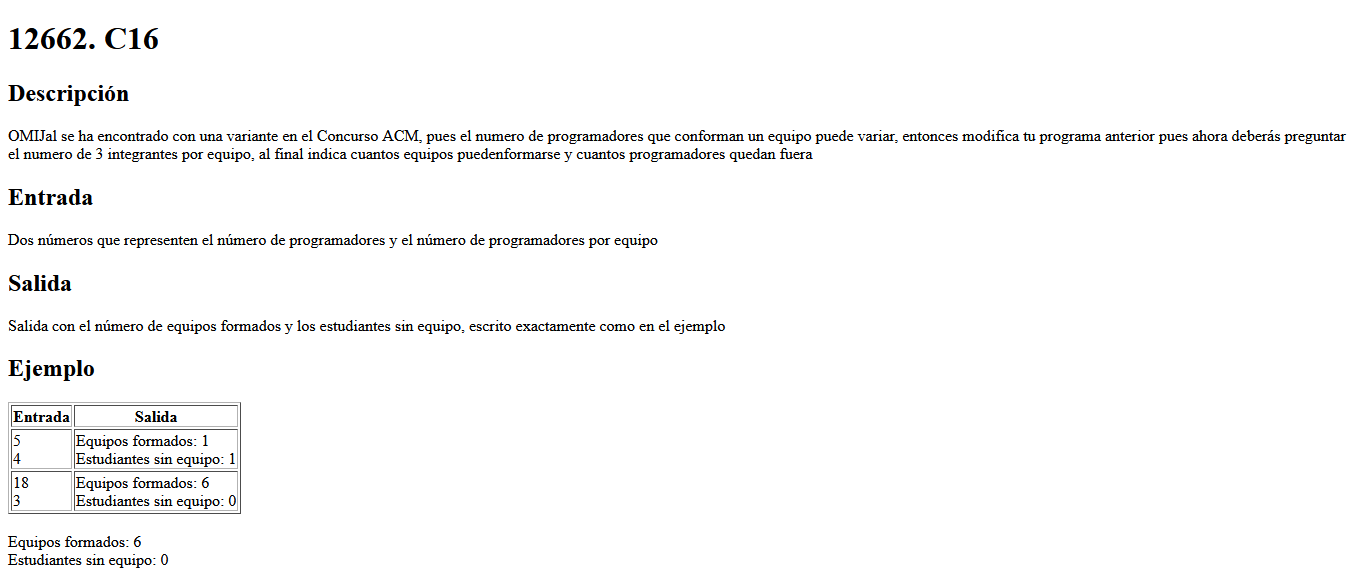 12662. C16
Descripción
OMIJal se ha encontrado con una variante en el Concurso ACM, pues el numero de programadores que conforman un equipo puede variar, entonces modifica tu programa anterior pues ahora deberás preguntar
el numero de 3 integrantes por equipo, al final indica cuantos equipos puedenformarse y cuantos programadores quedan fuera
Entrada
Dos números que representen el número de programadores y el número de programadores por equipo
Salida
Salida con el número de equipos formados y los estudiantes sin equipo, escrito exactamente como en el ejemplo
Ejemplo
Entrada Salida
5 Equipos formados: 1
4 Estudiantes sin equipo: 1
18 Equipos formados: 6
3 Estudiantes sin equipo: 0
Equipos formados: 6
Estudiantes sin equipo: 0